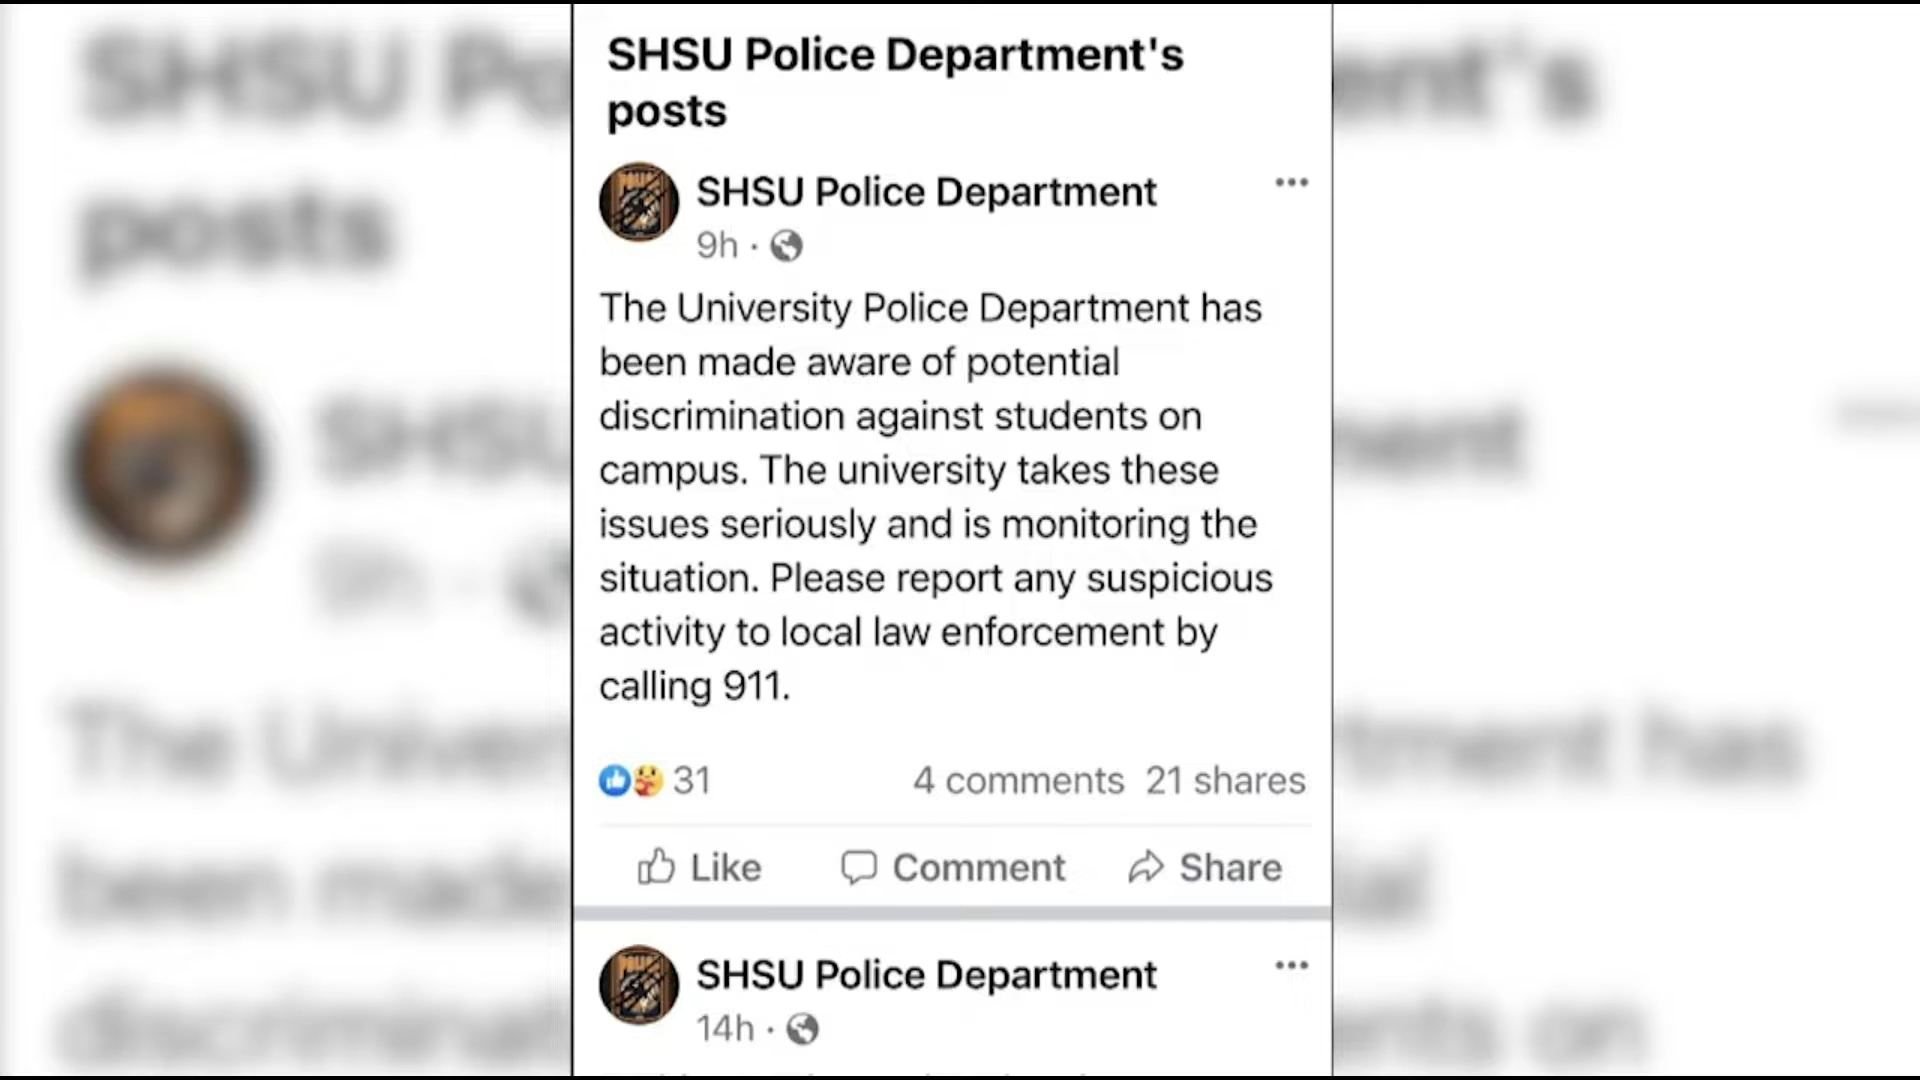 SHSU Police Department's
posts
SHSU Police Department
9h ·
The University Police Department has
been made aware of potential
discrimination against students on
campus. The university takes these
issues seriously and is monitoring the
situation. Please report any suspicious
activity to local law enforcement by
calling 911.
31 4 comments 21 shares
Like Comment Share
SHSU Police Department
14h ·